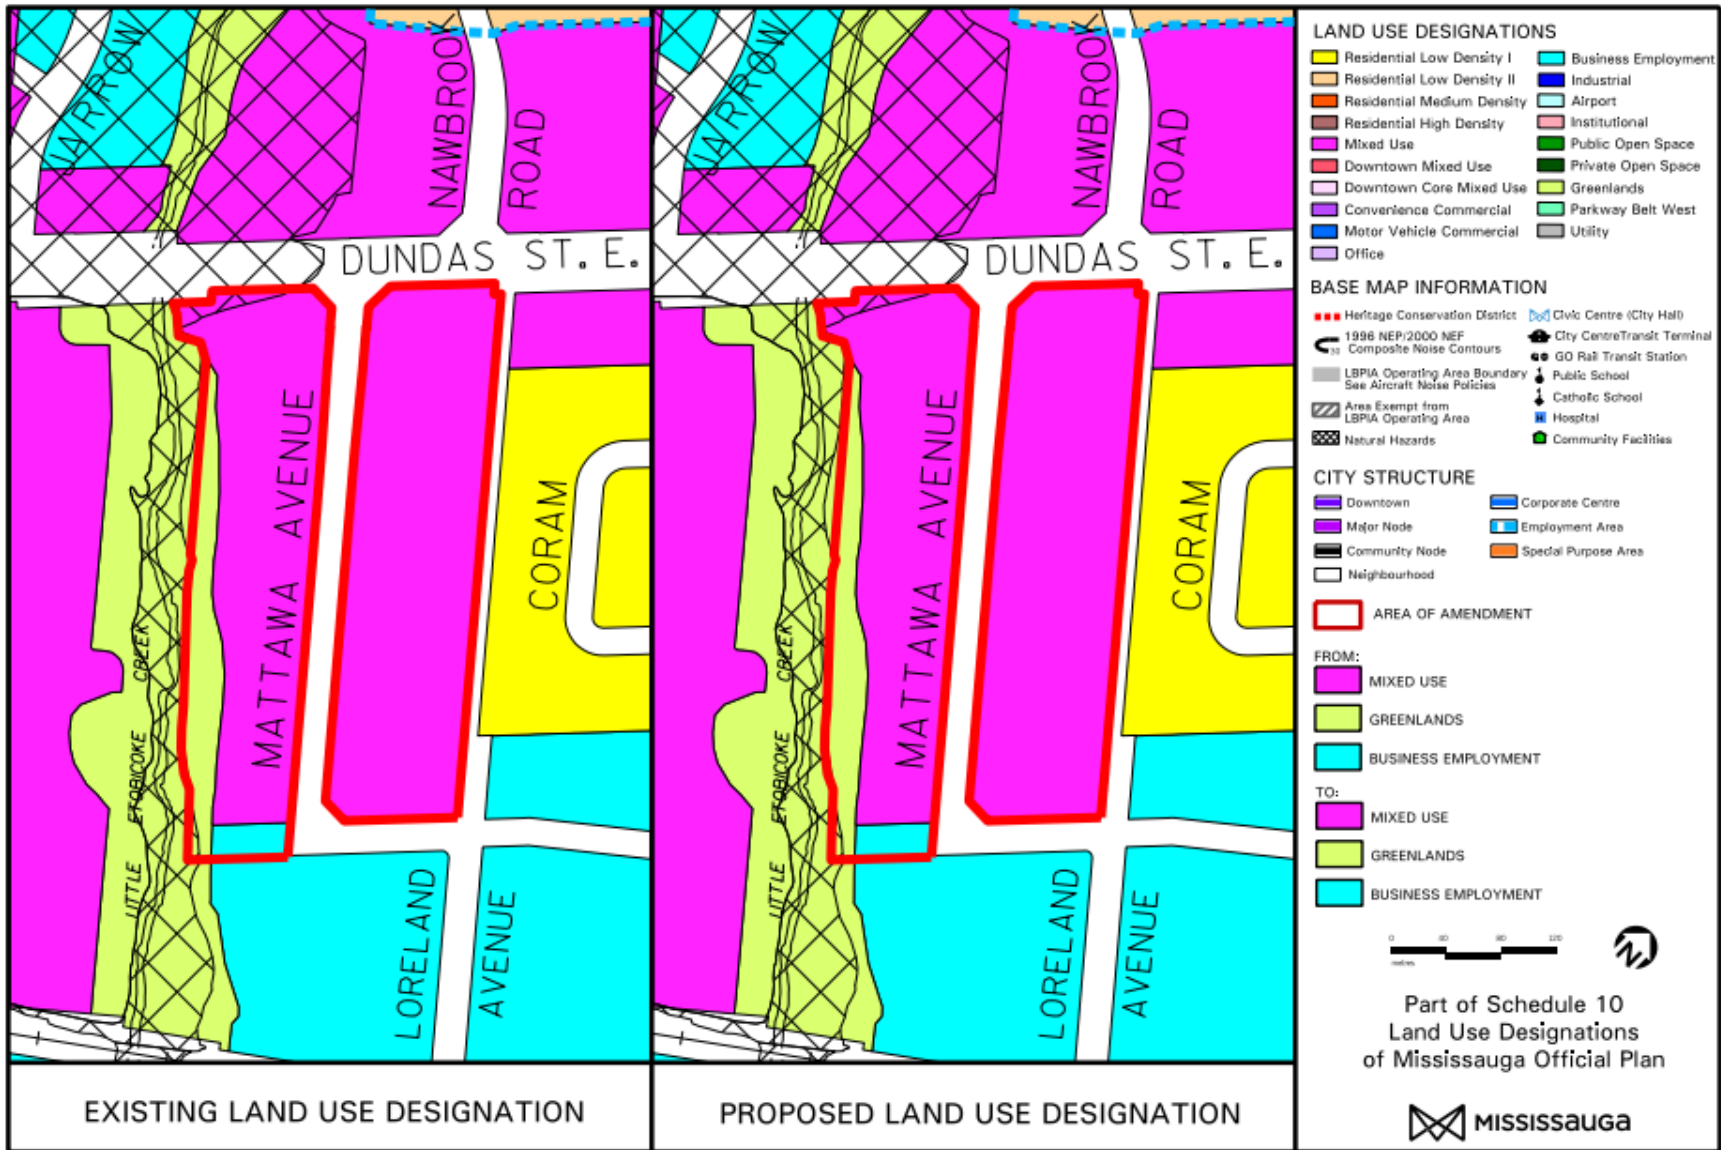 JARROW
NAWBROOK
ROAD
DUNDAS ST. E.
MATTAWA AVENUE
CORAM
LITTLE ETOBICOKE CREEK
LORELAND
AVENUE
EXISTING LAND USE DESIGNATION
JARROW
NAWBROOK
ROAD
DUNDAS ST. E.
MATTAWA AVENUE
CORAM
LITTLE ETOBICOKE CREEK
LORELAND
AVENUE
PROPOSED LAND USE DESIGNATION
LAND USE DESIGNATIONS
Residential Low Density I
Residential Low Density II
Residential Medium Density
Residential High Density
Mixed Use
Downtown Mixed Use
Downtown Core Mixed Use
Convenience Commercial
Motor Vehicle Commercial
Office
Business Employment
Industrial
Airport
Institutional
Public Open Space
Private Open Space
Greenlands
Parkway Belt West
Utility
BASE MAP INFORMATION
Heritage Conservation District
1996 NEP/2000 NEF
Composite Noise Contours
LBPIA Operating Area Boundary
See Aircraft Noise Policies
Area Exempt from
LBPIA Operating Area
Natural Hazards
Civic Centre (City Hall)
City CentreTransit Terminal
GO Rail Transit Station
Public School
Catholic School
H Hospital
Community Facilities
CITY STRUCTURE
Downtown
Major Node
Community Node
Neighbourhood
Corporate Centre
Employment Area
Special Purpose Area
AREA OF AMENDMENT
FROM:
MIXED USE
GREENLANDS
BUSINESS EMPLOYMENT
TO:
MIXED USE
GREENLANDS
BUSINESS EMPLOYMENT
0 40 80 120
metres
N
Part of Schedule 10
Land Use Designations
of Mississauga Official Plan
MISSISSAUGA